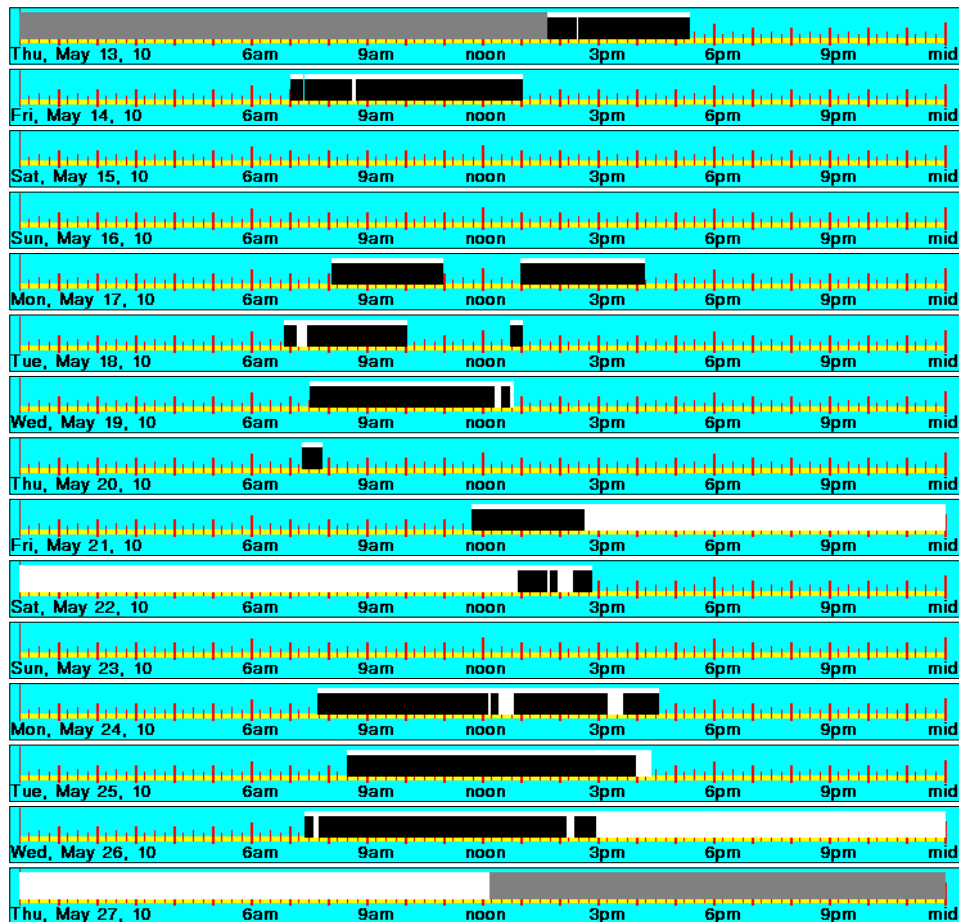 Thu, May 13, 10 6am 9am noon 3pm 6pm 9pm mid
Fri, May 14, 10 6am 9am noon 3pm 6pm 9pm mid
Sat, May 15, 10 6am 9am noon 3pm 6pm 9pm mid
Sun, May 16, 10 6am 9am noon 3pm 6pm 9pm mid
Mon, May 17, 10 6am 9am noon 3pm 6pm 9pm mid
Tue, May 18, 10 6am 9am noon 3pm 6pm 9pm mid
Wed, May 19, 10 6am 9am noon 3pm 6pm 9pm mid
Thu, May 20, 10 6am 9am noon 3pm 6pm 9pm mid
Fri, May 21, 10 6am 9am noon 3pm 6pm 9pm mid
Sat, May 22, 10 6am 9am noon 3pm 6pm 9pm mid
Sun, May 23, 10 6am 9am noon 3pm 6pm 9pm mid
Mon, May 24, 10 6am 9am noon 3pm 6pm 9pm mid
Tue, May 25, 10 6am 9am noon 3pm 6pm 9pm mid
Wed, May 26, 10 6am 9am noon 3pm 6pm 9pm mid
Thu, May 27, 10 6am 9am noon 3pm 6pm 9pm mid